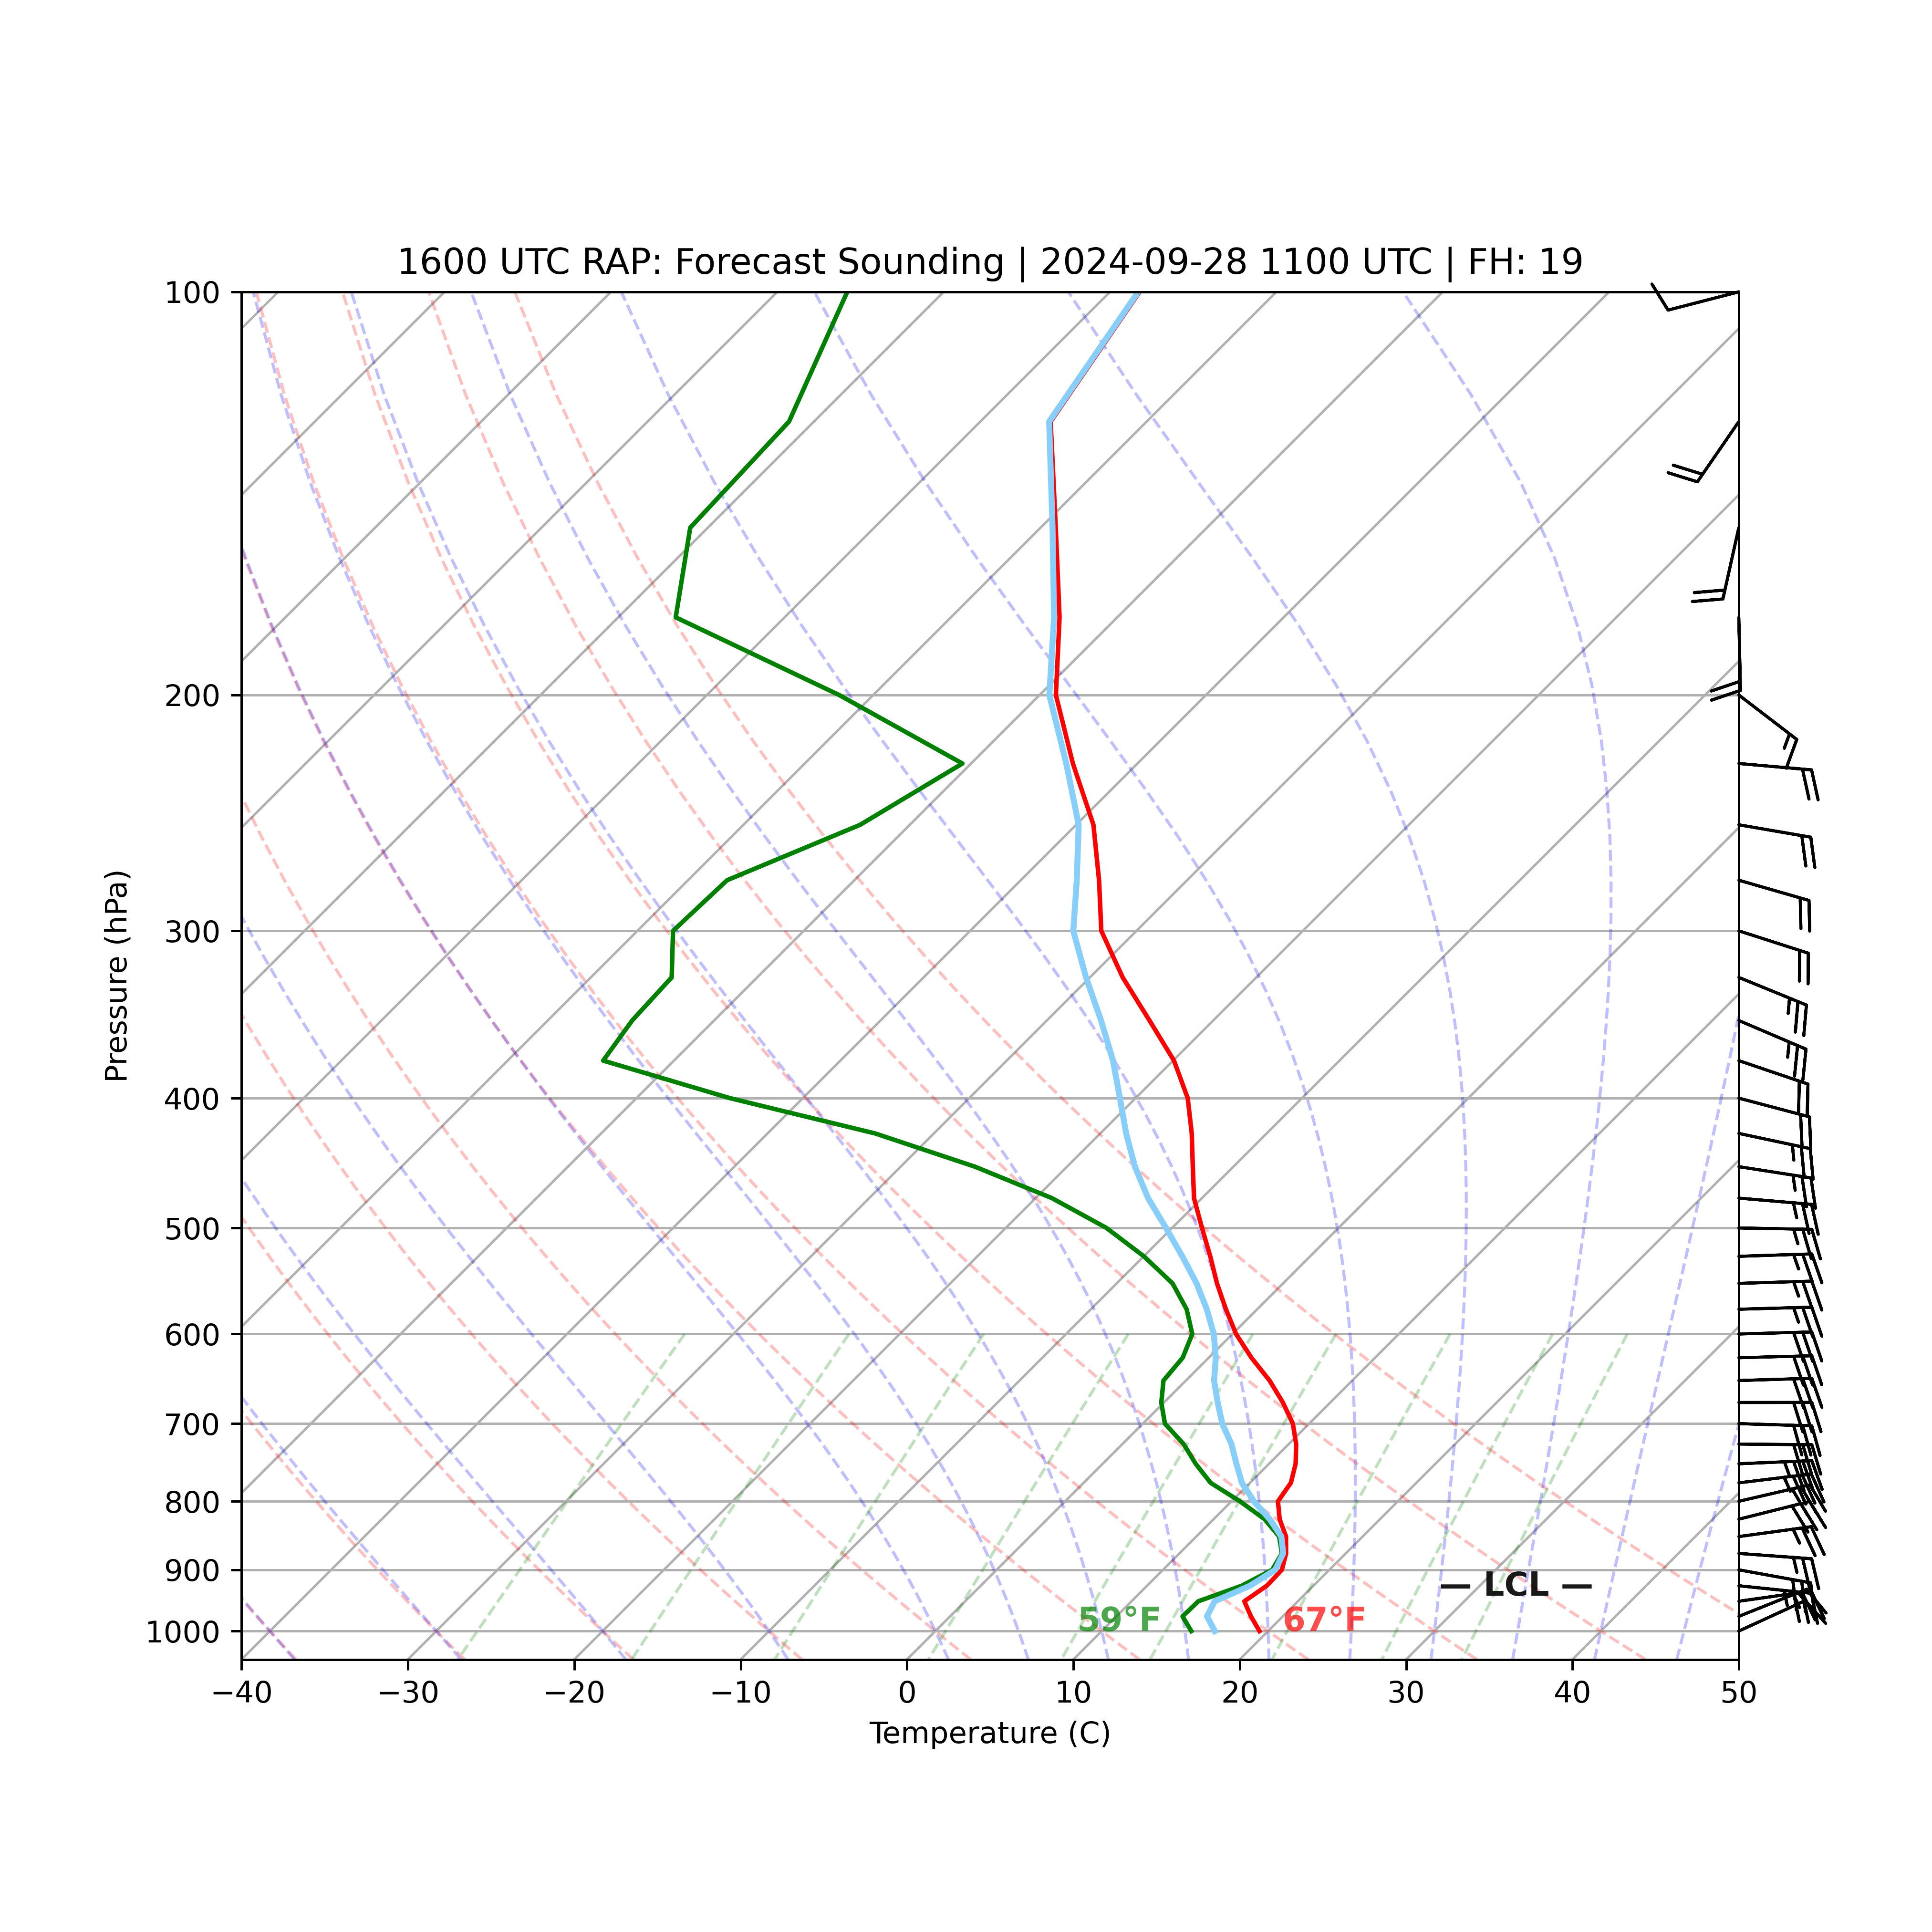 1600 UTC RAP: Forecast Sounding | 2024-09-28 1100 UTC | FH: 19
100
200
300
400
500
600
700
800
900
1000
Pressure (hPa)
— LCL —
59°F
67°F
−40 −30 −20 −10 0 10 20 30 40 50
Temperature (C)